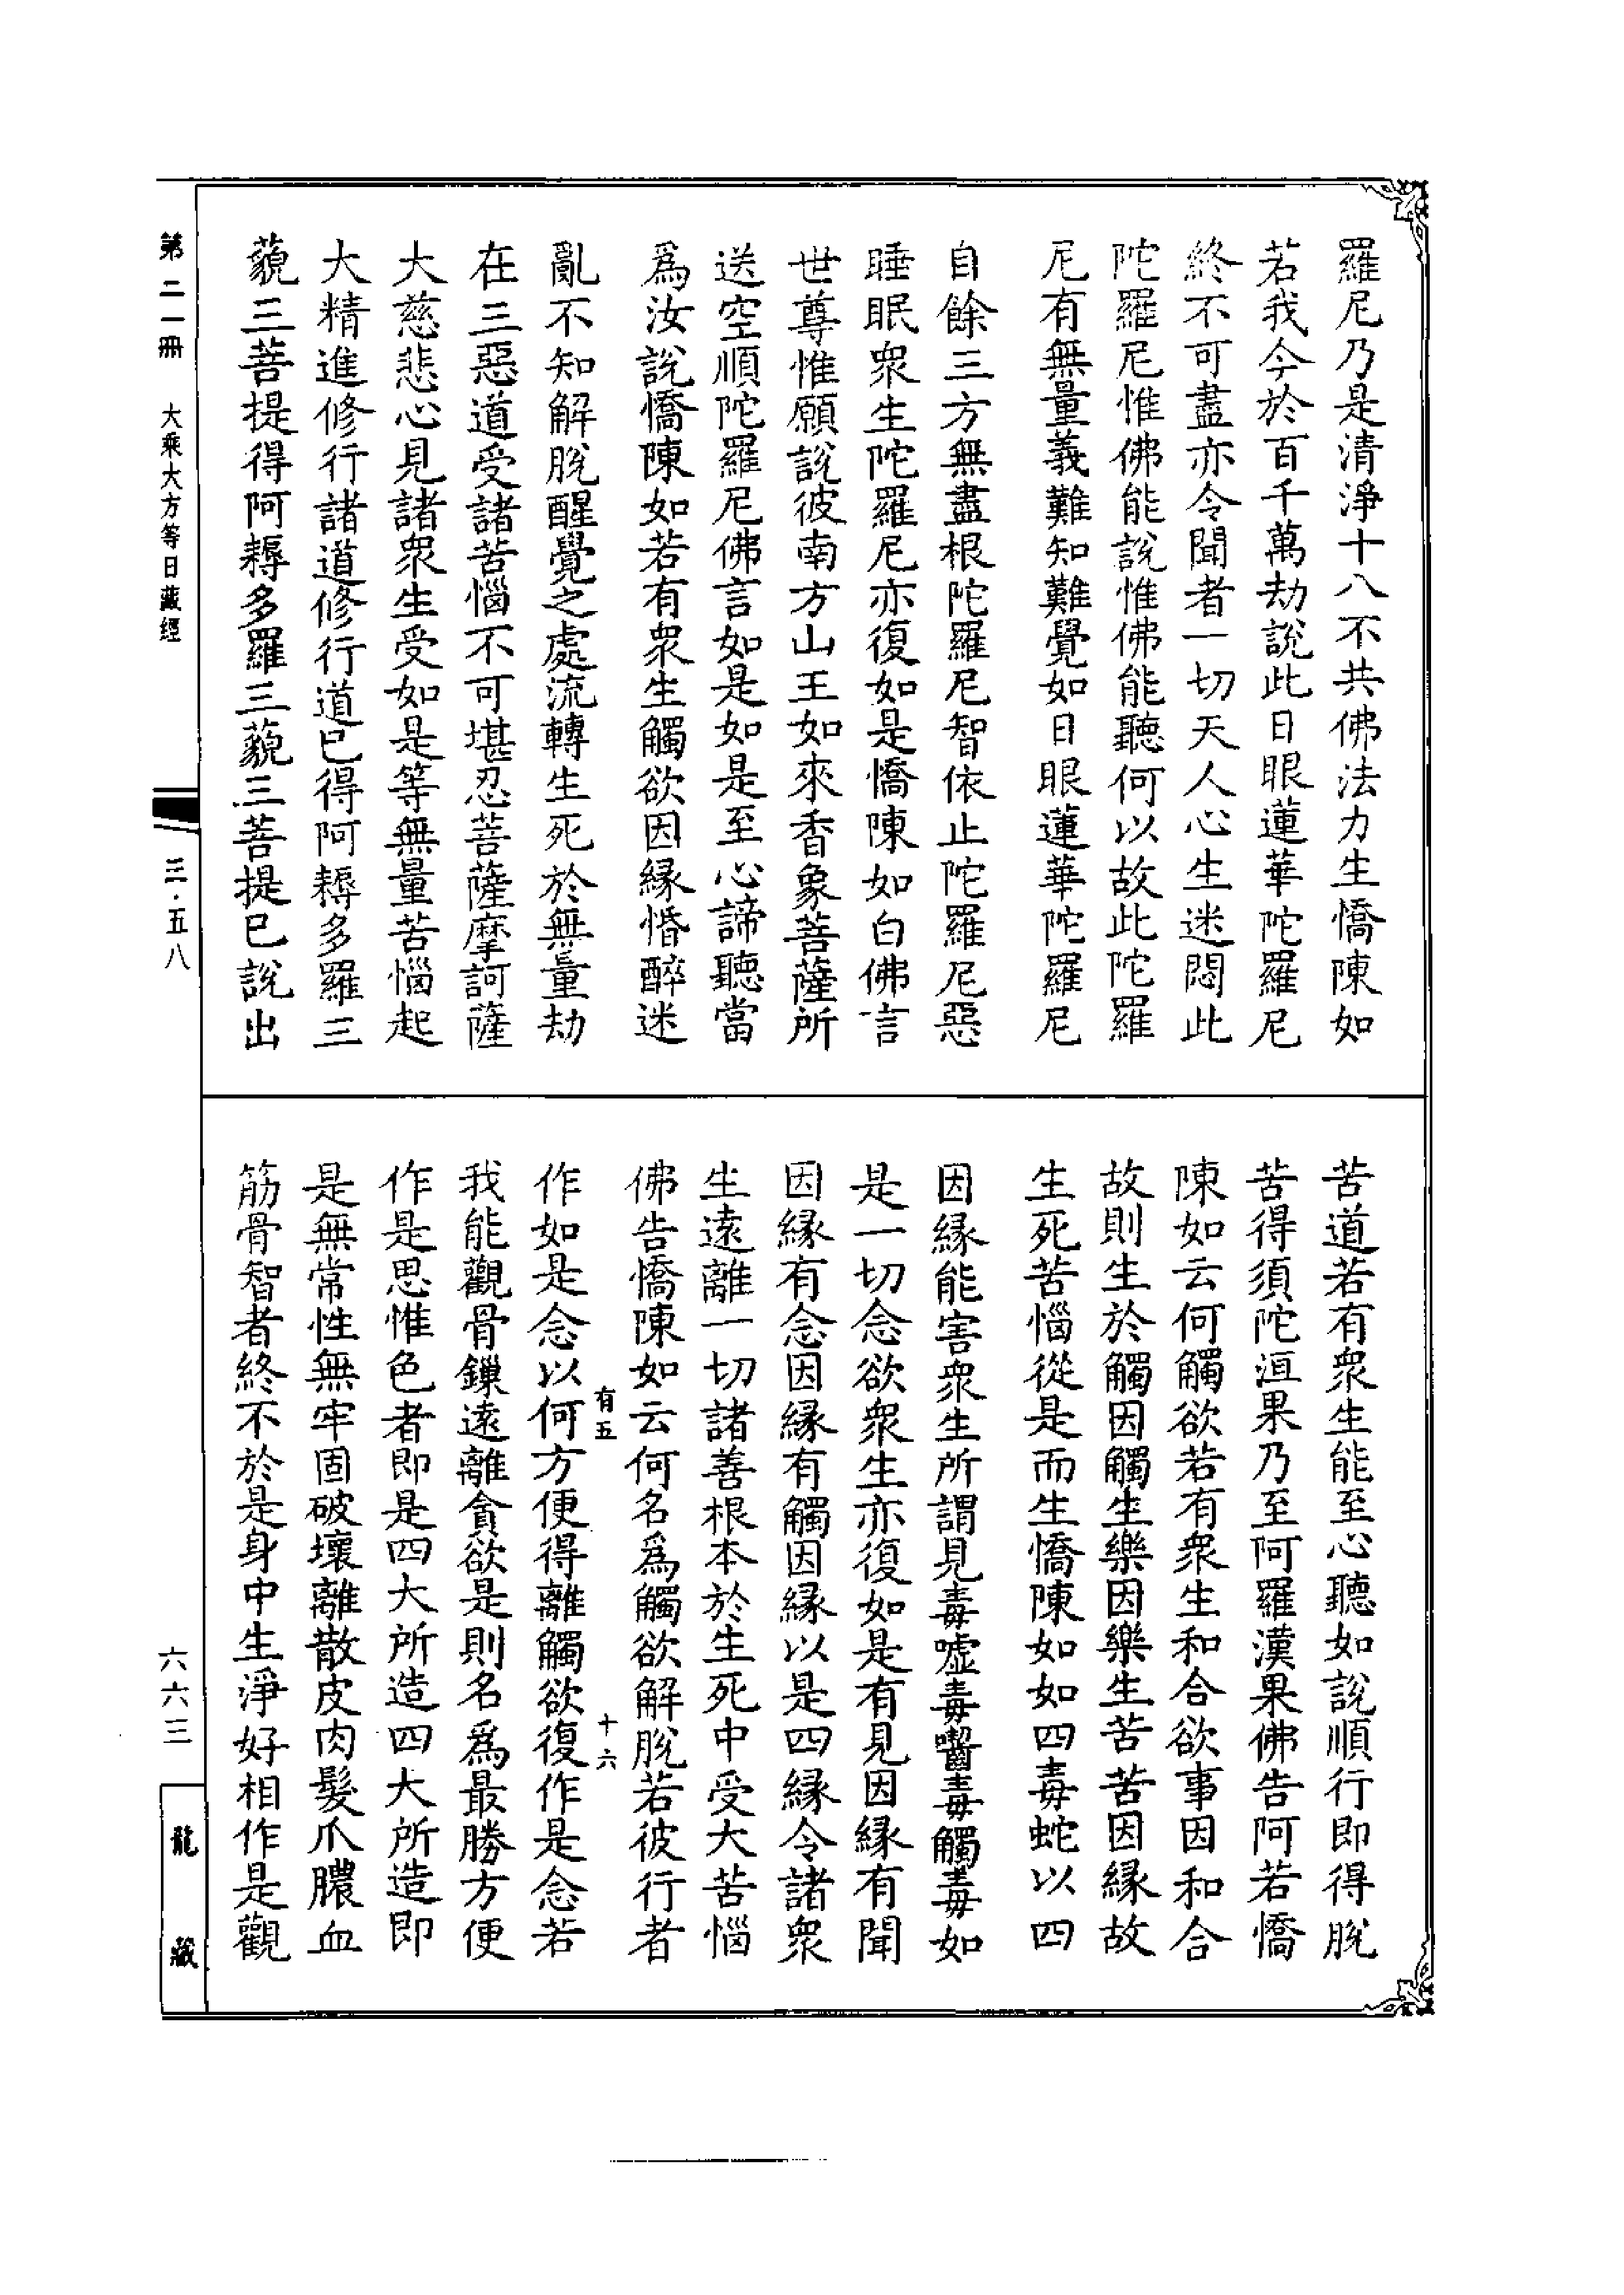 羅尼乃是清淨十八不共佛法力生憍陳如
若我今於百千萬劫說此日眼蓮華陀羅尼
終不可盡亦令聞者一切天人心生迷悶此
陀羅尼惟佛能說惟佛能聽何以故此陀羅
尼有無量義難知難覺如日眼蓮華陀羅尼
自餘三方無盡根陀羅尼智依止陀羅尼惡
睡眠衆生陀羅尼亦復如是憍陳如白佛言
世尊惟願說彼南方山王如來香象菩薩所
送空順陀羅尼佛言如是如是至心諦聽當
為汝說憍陳如若有衆生觸欲因緣惛醉迷
亂不知解脫醒覺之處流轉生死於無量劫
在三惡道受諸苦惱不可堪忍菩薩摩訶薩
大慈悲心見諸衆生受如是等無量苦惱起
大精進修行諸道修行道已得阿耨多羅三
藐三菩提得阿耨多羅三藐三菩提已說出
苦道若有衆生能至心聽如說順行即得脫
苦得須陀洹果乃至阿羅漢果佛告阿若憍
陳如云何觸欲若有衆生和合欲事因和合
故則生於觸因觸生樂因樂生苦苦因緣故
生死苦惱從是而生憍陳如如四毒蛇以四
因緣能害衆生所謂見毒噓毒齧毒觸毒如
是一切念欲衆生亦復如是有見因緣有聞
因緣有念因緣有觸因緣以是四緣令諸衆
生遠離一切諸善根本於生死中受大苦惱
佛告憍陳如云何名為觸欲解脫若彼行者
有五 十六
作如是念以何方便得離觸欲復作是念若
我能觀骨鏁遠離貪欲是則名為最勝方便
作是思惟色者即是四大所造四大所造即
是無常性無牢固破壞離散皮肉髮爪膿血
筋骨智者終不於是身中生淨好相作是觀
第二一冊 大乘大方等日藏經
三·五八
六六三
龍藏